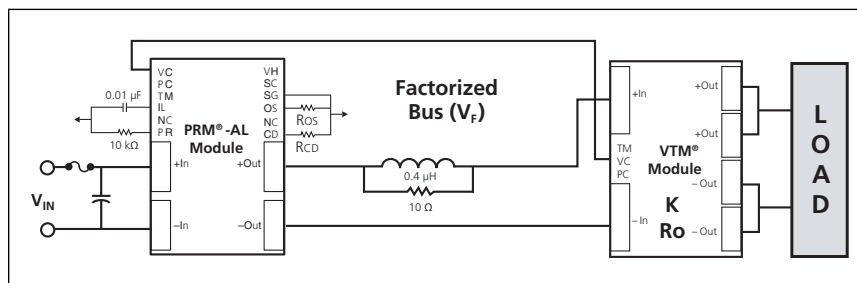 0.01 µF
10 kΩ
VC
PC
TM
IL
NC
PR
VH
SC
SG
OS
NC
CD
PRM®-AL
Module
+In
–In
+Out
–Out
VIN
ROS
RCD
Factorized
Bus (VF)
0.4 µH
10 Ω
+In
TM
VC
PC
– In
VTM®
Module
K
Ro
+Out
+Out
– Out
– Out
L
O
A
D